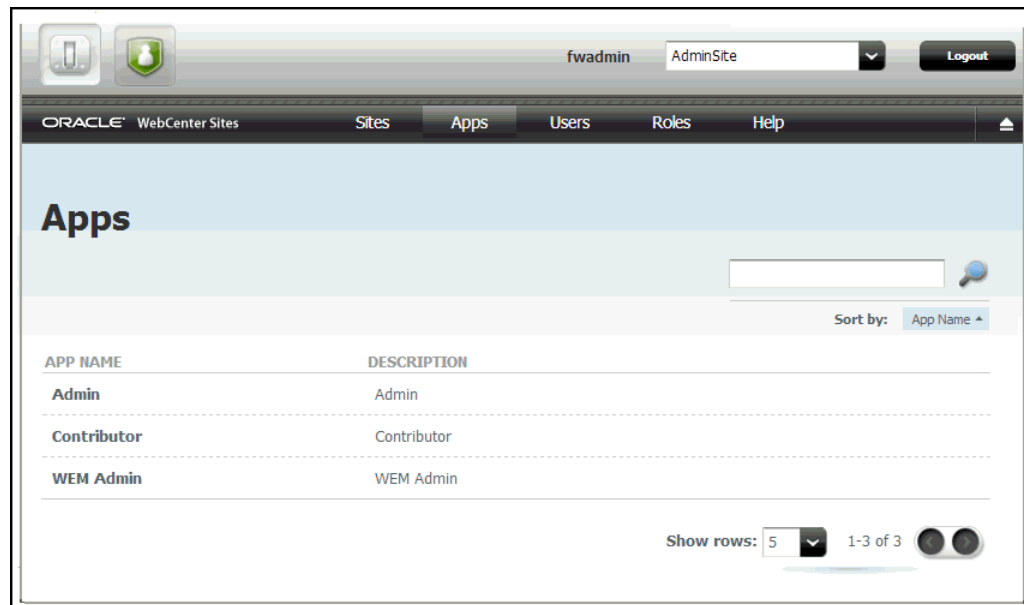 fwadmin AdminSite Logout
ORACLE WebCenter Sites Sites Apps Users Roles Help
Apps
Sort by: App Name
APP NAME DESCRIPTION
Admin Admin
Contributor Contributor
WEM Admin WEM Admin
Show rows: 5 1-3 of 3